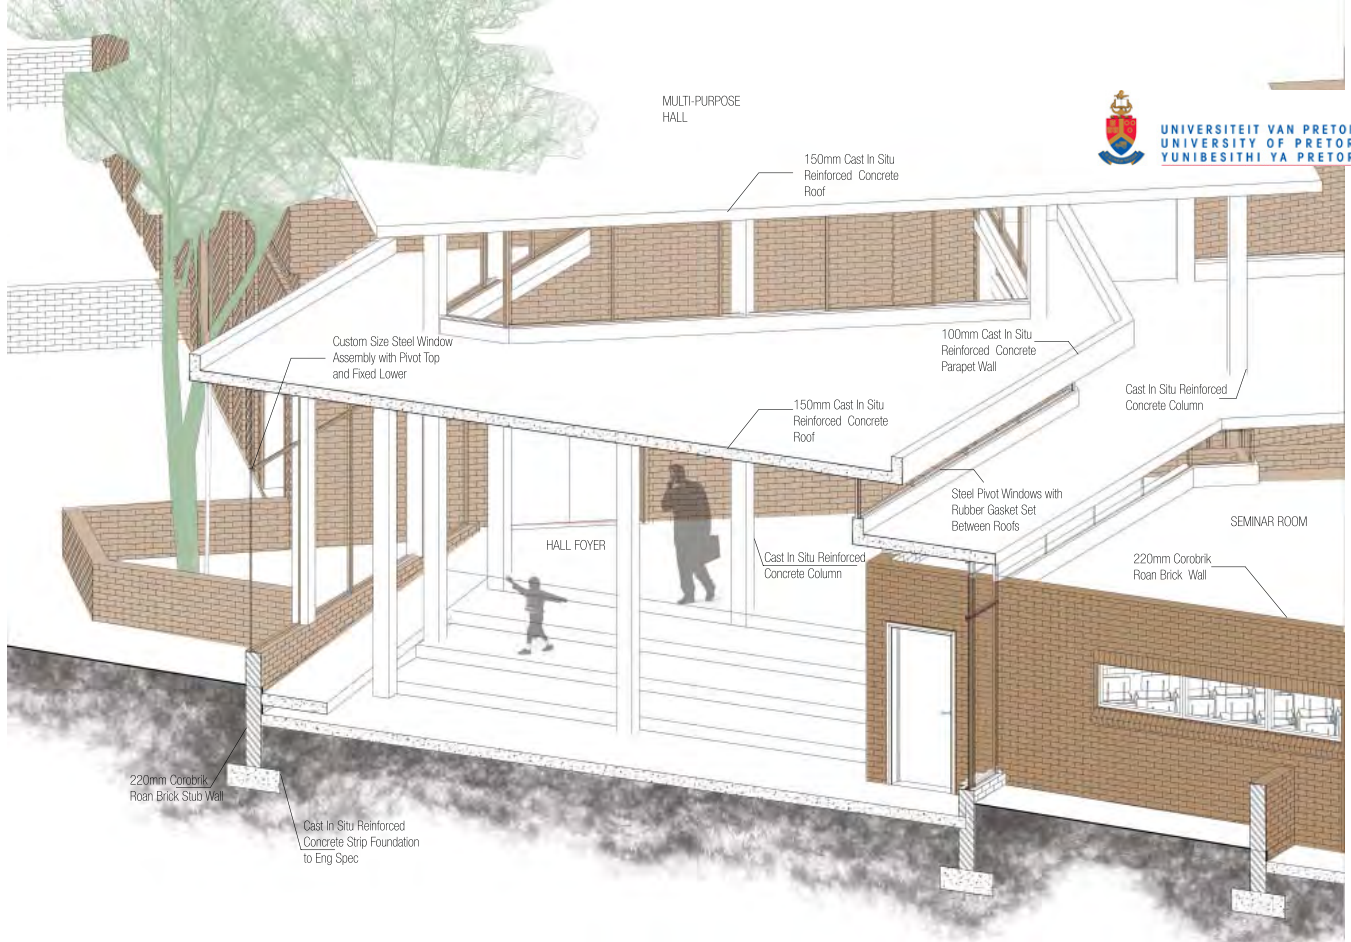 MULTI-PURPOSE
HALL
UNIVERSITEIT VAN PRETOR
UNIVERSITY OF PRETOR
YUNIBESITHI YA PRETOR
150mm Cast In Situ
Reinforced Concrete
Roof
Custom Size Steel Window
Assembly with Pivot Top
and Fixed Lower
100mm Cast In Situ
Reinforced Concrete
Parapet Wall
Cast In Situ Reinforced
Concrete Column
150mm Cast In Situ
Reinforced Concrete
Roof
Steel Pivot Windows with
Rubber Gasket Set
Between Roofs
SEMINAR ROOM
HALL FOYER
Cast In Situ Reinforced
Concrete Column
220mm Corobrik
Roan Brick Wall
220mm Corobrik
Roan Brick Stub Wall
Cast In Situ Reinforced
Concrete Strip Foundation
to Eng Spec